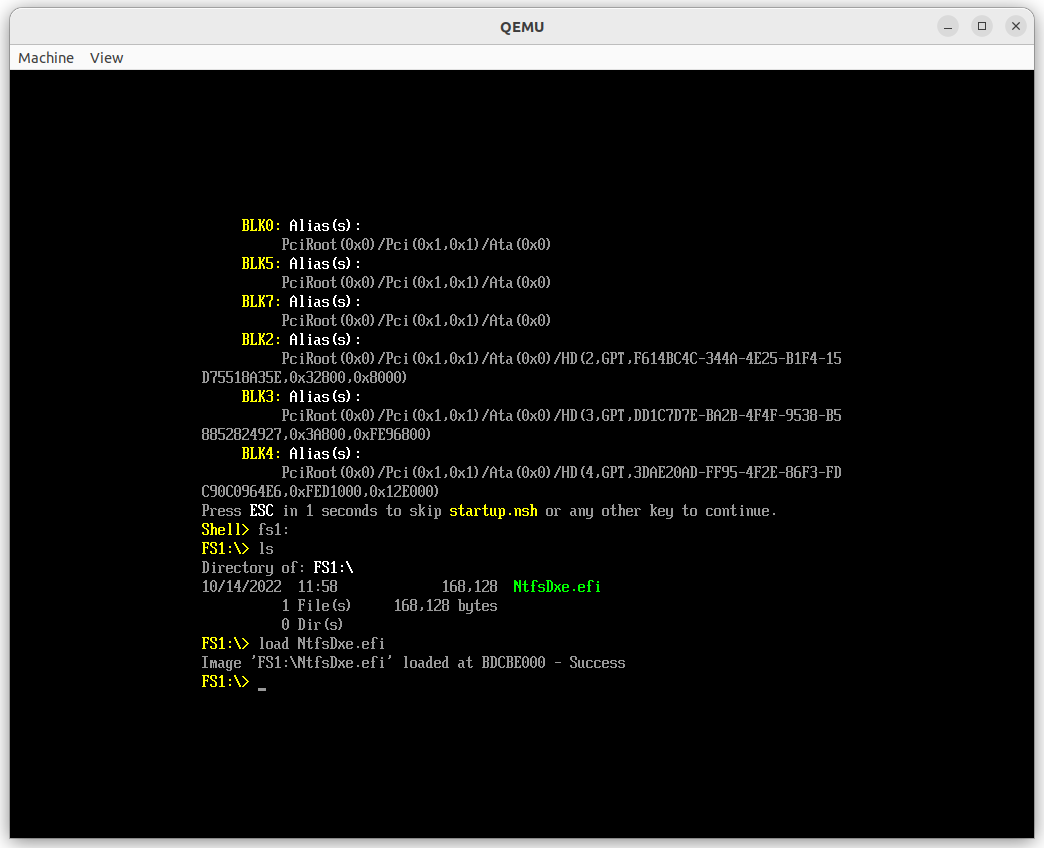 QEMU
Machine View
BLK0: Alias(s):
PciRoot(0x0)/Pci(0x1,0x1)/Ata(0x0)
BLK5: Alias(s):
PciRoot(0x0)/Pci(0x1,0x1)/Ata(0x0)
BLK7: Alias(s):
PciRoot(0x0)/Pci(0x1,0x1)/Ata(0x0)
BLK2: Alias(s):
PciRoot(0x0)/Pci(0x1,0x1)/Ata(0x0)/HD(2,GPT,F614BC4C-344A-4E25-B1F4-15
D75518A35E,0x32800,0x8000)
BLK3: Alias(s):
PciRoot(0x0)/Pci(0x1,0x1)/Ata(0x0)/HD(3,GPT,DD1C7D7E-BA2B-4F4F-9538-B5
8852824927,0x3A800,0xFE96800)
BLK4: Alias(s):
PciRoot(0x0)/Pci(0x1,0x1)/Ata(0x0)/HD(4,GPT,3DAE20AD-FF95-4F2E-86F3-FD
C90C0964E6,0xFED1000,0x12E000)
Press ESC in 1 seconds to skip startup.nsh or any other key to continue.
Shell> fs1:
FS1:\> ls
Directory of: FS1:\
10/14/2022 11:58 168,128 NtfsDxe.efi
1 File(s) 168,128 bytes
0 Dir(s)
FS1:\> load NtfsDxe.efi
Image 'FS1:\NtfsDxe.efi' loaded at BDCBE000 - Success
FS1:\> _